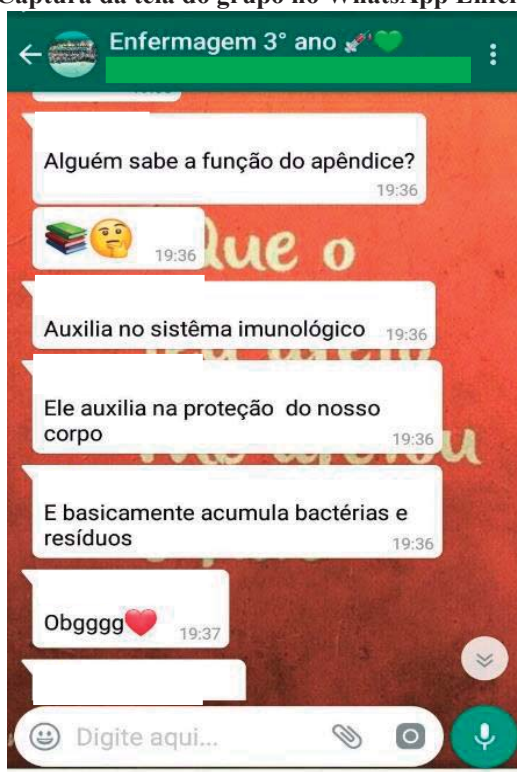 Captura da tela do grupo no WhatsApp Enfer
Enfermagem 3° ano
Alguém sabe a função do apêndice?
19:36
19:36
Que o
Auxilia no sistêma imunológico 19:36
Ele auxilia na proteção do nosso
corpo 19:36
E basicamente acumula bactérias e
resíduos 19:36
Obgggg❤️ 19:37
Digite aqui...